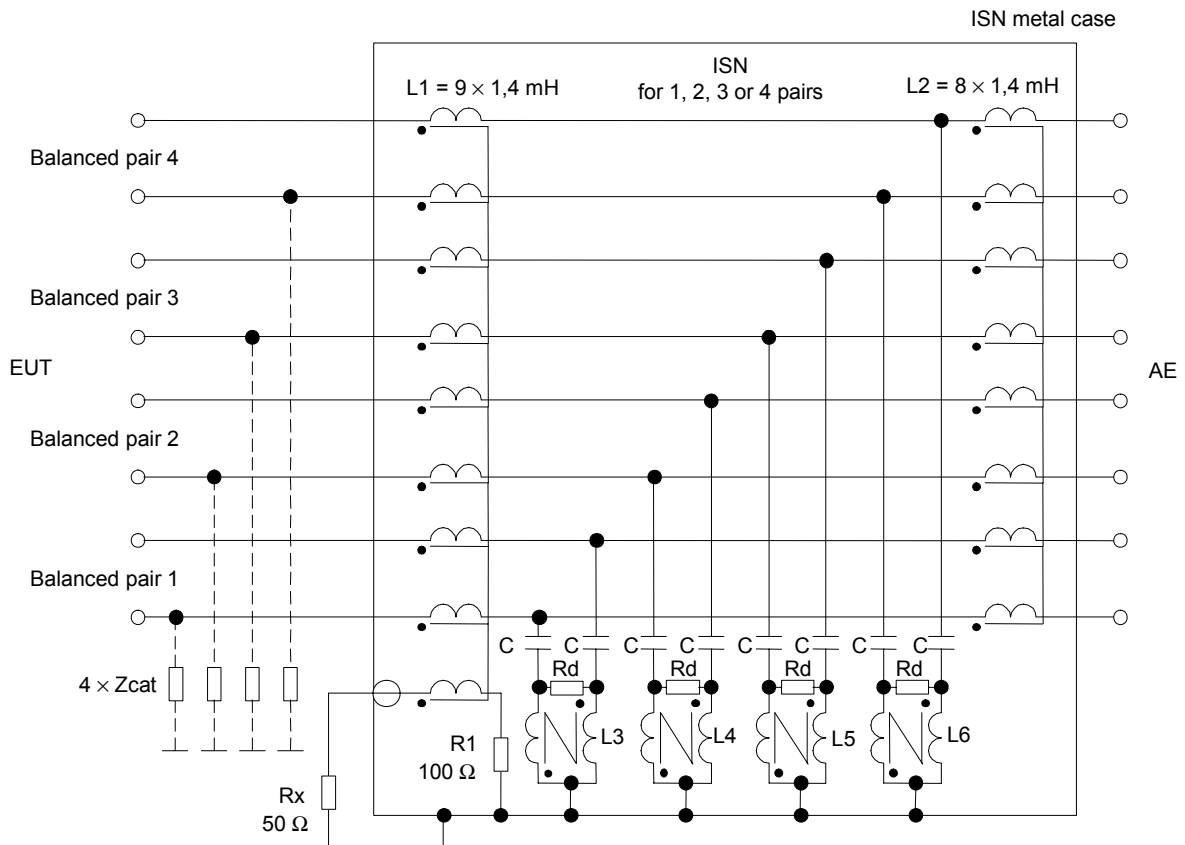 ISN metal case
ISN
for 1, 2, 3 or 4 pairs
L1 = 9 × 1,4 mH
L2 = 8 × 1,4 mH
Balanced pair 4
Balanced pair 3
EUT
AE
Balanced pair 2
Balanced pair 1
C C C C C C C C
Rd Rd Rd Rd
4 × Zcat
L3 L4 L5 L6
R1
100 Ω
Rx
50 Ω